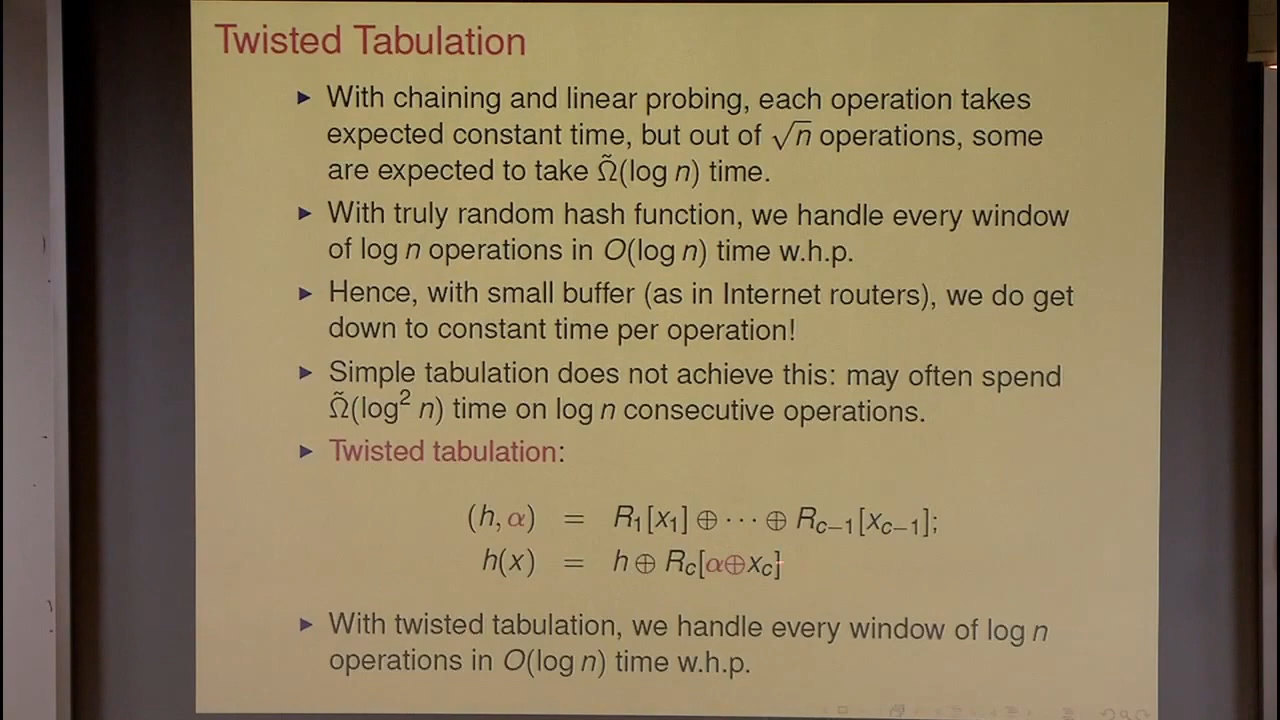 Twisted Tabulation
▶ With chaining and linear probing, each operation takes
expected constant time, but out of √n operations, some
are expected to take Ω̃(log n) time.
▶ With truly random hash function, we handle every window
of log n operations in O(log n) time w.h.p.
▶ Hence, with small buffer (as in Internet routers), we do get
down to constant time per operation!
▶ Simple tabulation does not achieve this: may often spend
Ω̃(log² n) time on log n consecutive operations.
▶ Twisted tabulation:
(h, α) = R₁[x₁] ⊕ ⋯ ⊕ R_{c−1}[x_{c−1}];
h(x) = h ⊕ R_c[α⊕x_c]
▶ With twisted tabulation, we handle every window of log n
operations in O(log n) time w.h.p.